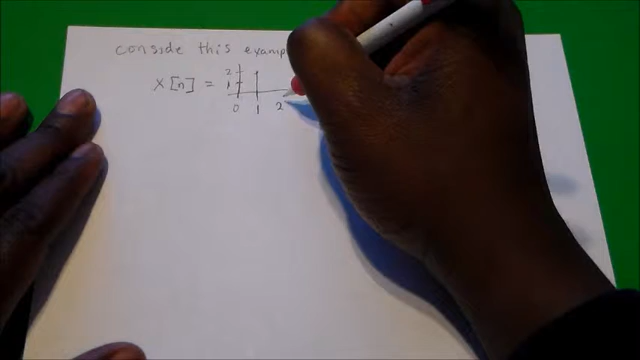 conside this examp
x[n] =
2
1
0 1 2